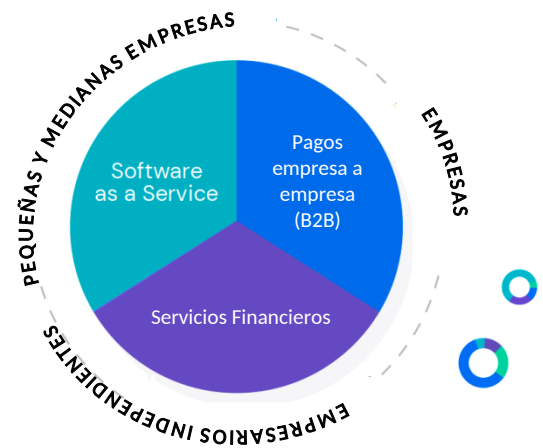 PEQUEÑAS Y MEDIANAS EMPRESAS
EMPRESAS
Software
as a Service
Pagos
empresa a
empresa
(B2B)
Servicios Financieros
EMPRESARIOS INDEPENDIENTES